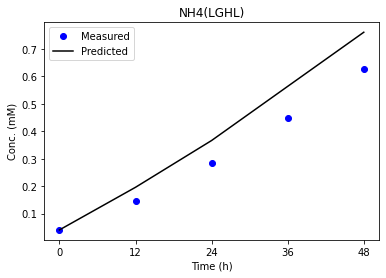 NH4(LGHL)
Measured
Predicted
0.7
0.6
0.5
0.4
0.3
0.2
0.1
Conc. (mM)
0 12 24 36 48
Time (h)